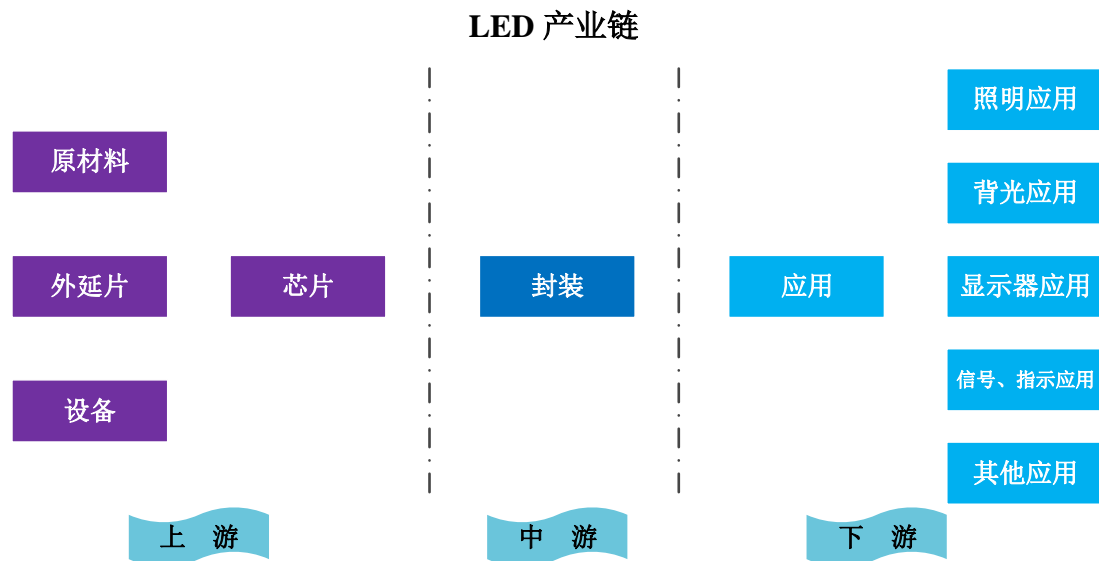 LED 产业链
原材料
外延片
设备
芯片
封装
应用
照明应用
背光应用
显示器应用
信号、指示应用
其他应用
上 游
中 游
下 游